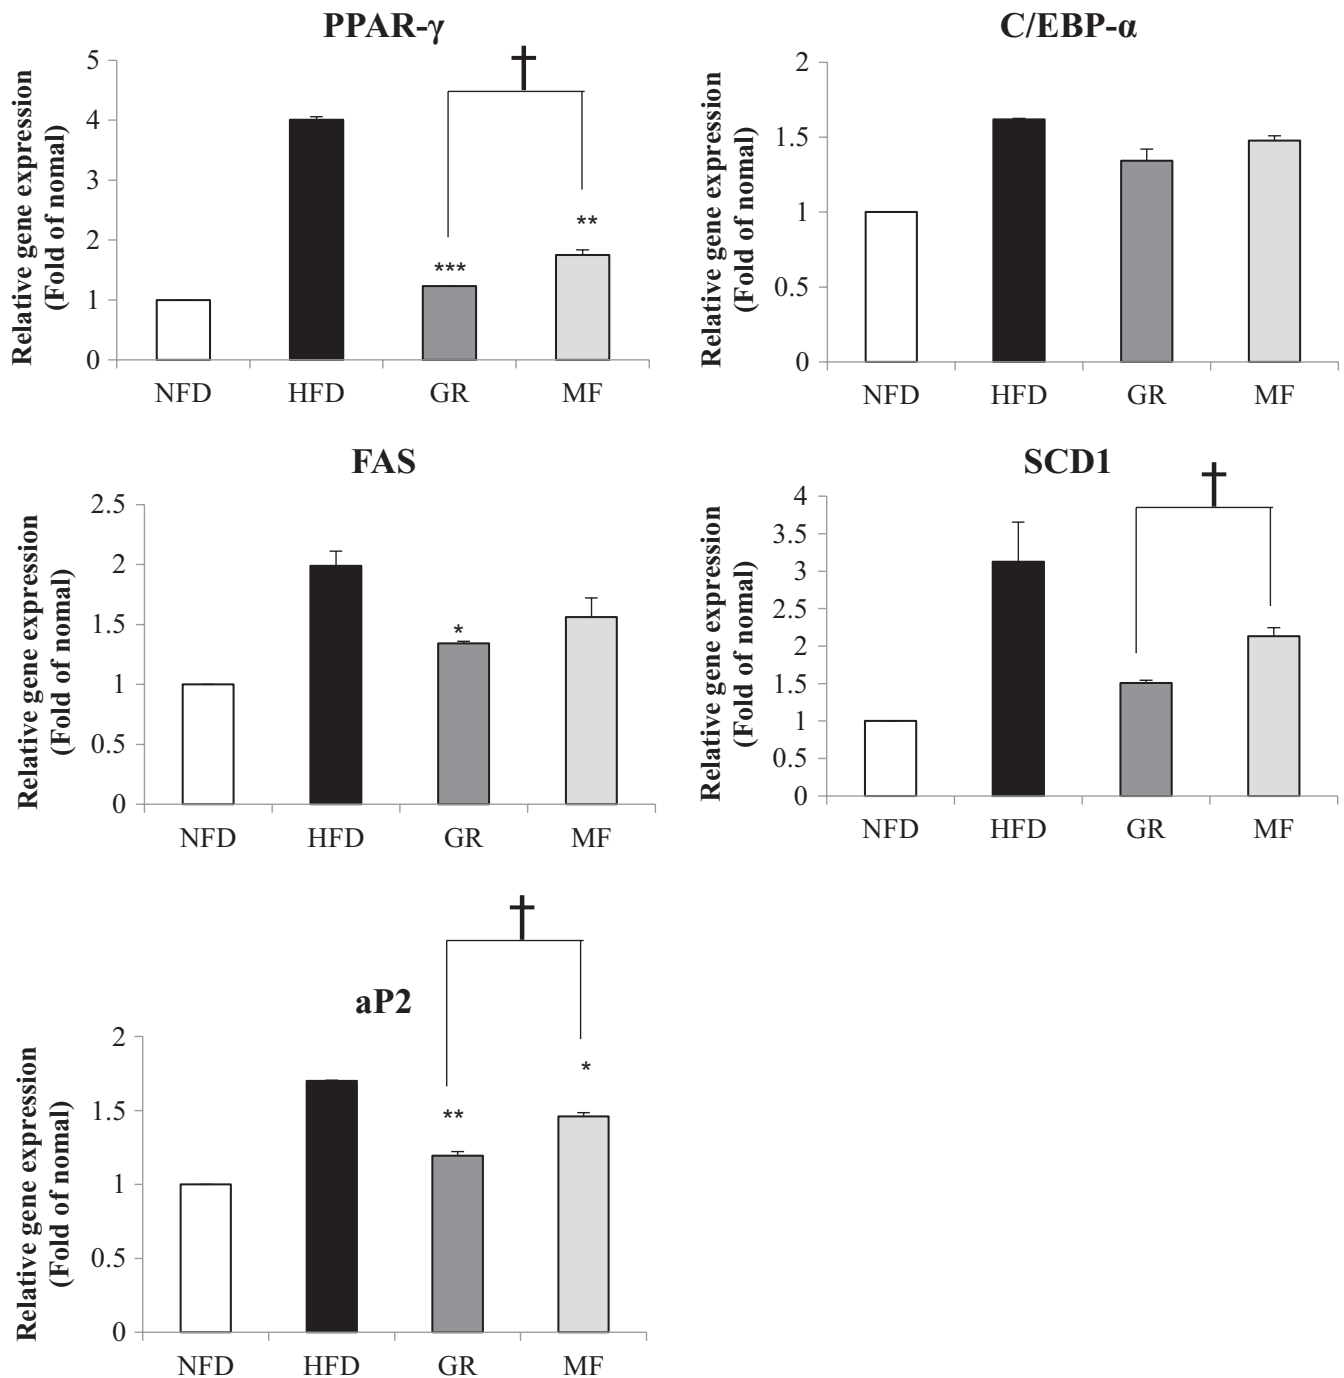 PPAR-γ
Relative gene expression
(Fold of nomal)
5
4
3
2
1
0
†
***
**
NFD HFD GR MF
C/EBP-α
Relative gene expression
(Fold of nomal)
2
1.5
1
0.5
0
NFD HFD GR MF
FAS
Relative gene expression
(Fold of nomal)
2.5
2
1.5
1
0.5
0
*
NFD HFD GR MF
SCD1
Relative gene expression
(Fold of nomal)
4
3.5
3
2.5
2
1.5
1
0.5
0
†
NFD HFD GR MF
aP2
Relative gene expression
(Fold of nomal)
2
1.5
1
0.5
0
†
**
*
NFD HFD GR MF